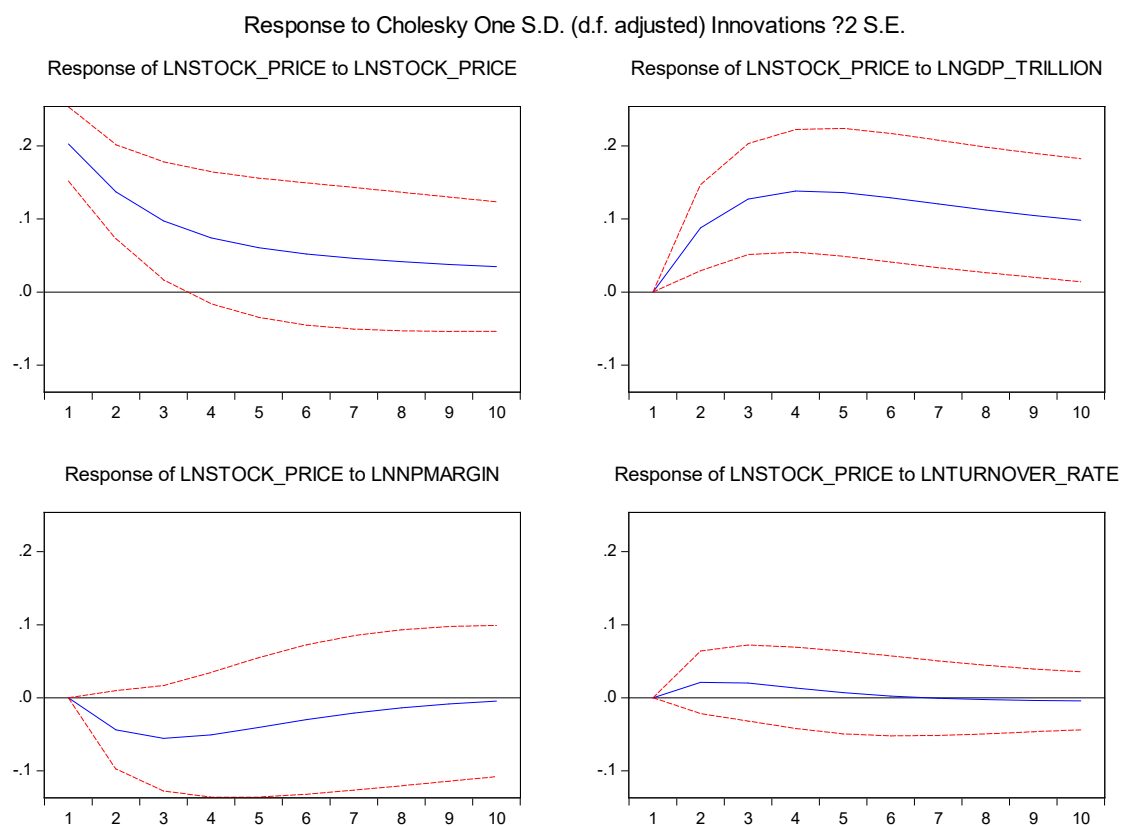 Response to Cholesky One S.D. (d.f. adjusted) Innovations ?2 S.E.
Response of LNSTOCK_PRICE to LNSTOCK_PRICE
.2
.1
.0
-.1
1 2 3 4 5 6 7 8 9 10
Response of LNSTOCK_PRICE to LNGDP_TRILLION
.2
.1
.0
-.1
1 2 3 4 5 6 7 8 9 10
Response of LNSTOCK_PRICE to LNNPMARGIN
.2
.1
.0
-.1
1 2 3 4 5 6 7 8 9 10
Response of LNSTOCK_PRICE to LNTURNOVER_RATE
.2
.1
.0
-.1
1 2 3 4 5 6 7 8 9 10